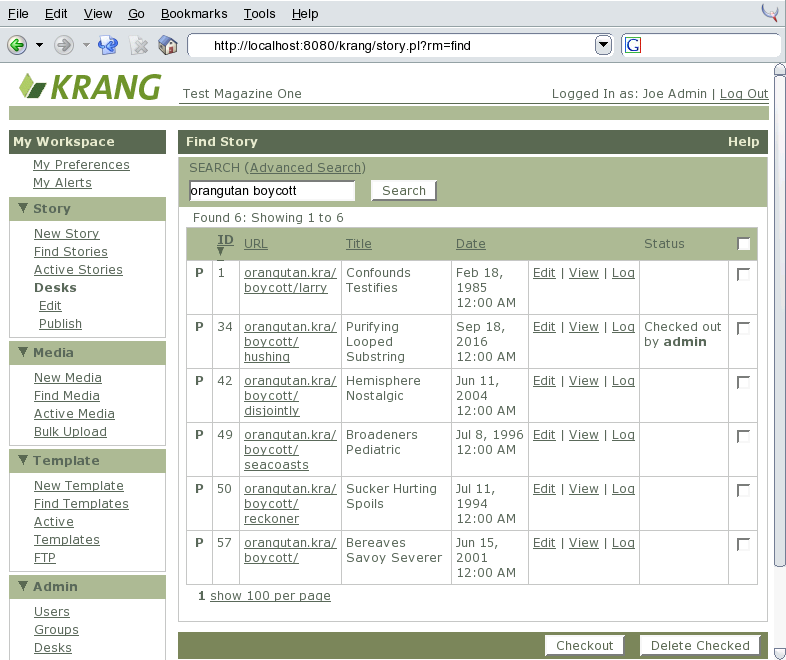 File Edit View Go Bookmarks Tools Help
http://localhost:8080/krang/story.pl?rm=find
G
KRANG
Test Magazine One
Logged In as: Joe Admin | Log Out
My Workspace
My Preferences
My Alerts
▼ Story
New Story
Find Stories
Active Stories
Desks
Edit
Publish
▼ Media
New Media
Find Media
Active Media
Bulk Upload
▼ Template
New Template
Find Templates
Active
Templates
FTP
▼ Admin
Users
Groups
Desks
Find Story Help
SEARCH (Advanced Search)
orangutan boycott Search
Found 6: Showing 1 to 6
ID ▼ URL Title Date Status
P 1 orangutan.kra/ Confounds Feb 18, Edit | View | Log
boycott/larry Testifies 1985
12:00 AM
P 34 orangutan.kra/ Purifying Sep 18, Edit | View | Log Checked out
boycott/ Looped 2016 by admin
hushing Substring 12:00 AM
P 42 orangutan.kra/ Hemisphere Jun 11, Edit | View | Log
boycott/ Nostalgic 2004
disjointly 12:00 AM
P 49 orangutan.kra/ Broadeners Jul 8, 1996 Edit | View | Log
boycott/ Pediatric 12:00 AM
seacoasts
P 50 orangutan.kra/ Sucker Hurting Jul 11, Edit | View | Log
boycott/ Spoils 1994
reckoner 12:00 AM
P 57 orangutan.kra/ Bereaves Jun 15, Edit | View | Log
boycott/ Savoy Severer 2001
12:00 AM
1 show 100 per page
Checkout Delete Checked